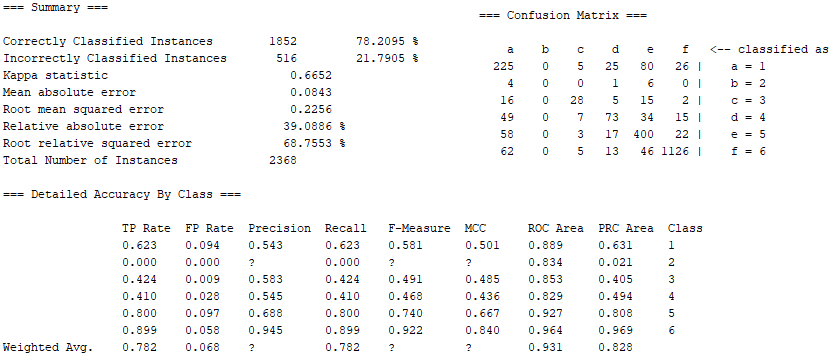 === Summary ===
Correctly Classified Instances 1852 78.2095 %
Incorrectly Classified Instances 516 21.7905 %
Kappa statistic 0.6652
Mean absolute error 0.0843
Root mean squared error 0.2256
Relative absolute error 39.0886 %
Root relative squared error 68.7553 %
Total Number of Instances 2368
=== Confusion Matrix ===
a b c d e f <-- classified as
225 0 5 25 80 26 | a = 1
4 0 0 1 6 0 | b = 2
16 0 28 5 15 2 | c = 3
49 0 7 73 34 15 | d = 4
58 0 3 17 400 22 | e = 5
62 0 5 13 46 1126 | f = 6
=== Detailed Accuracy By Class ===
TP Rate FP Rate Precision Recall F-Measure MCC ROC Area PRC Area Class
0.623 0.094 0.543 0.623 0.581 0.501 0.889 0.631 1
0.000 0.000 ? 0.000 ? ? 0.834 0.021 2
0.424 0.009 0.583 0.424 0.491 0.485 0.853 0.405 3
0.410 0.028 0.545 0.410 0.468 0.436 0.829 0.494 4
0.800 0.097 0.688 0.800 0.740 0.667 0.927 0.808 5
0.899 0.058 0.945 0.899 0.922 0.840 0.964 0.969 6
Weighted Avg. 0.782 0.068 ? 0.782 ? ? 0.931 0.828